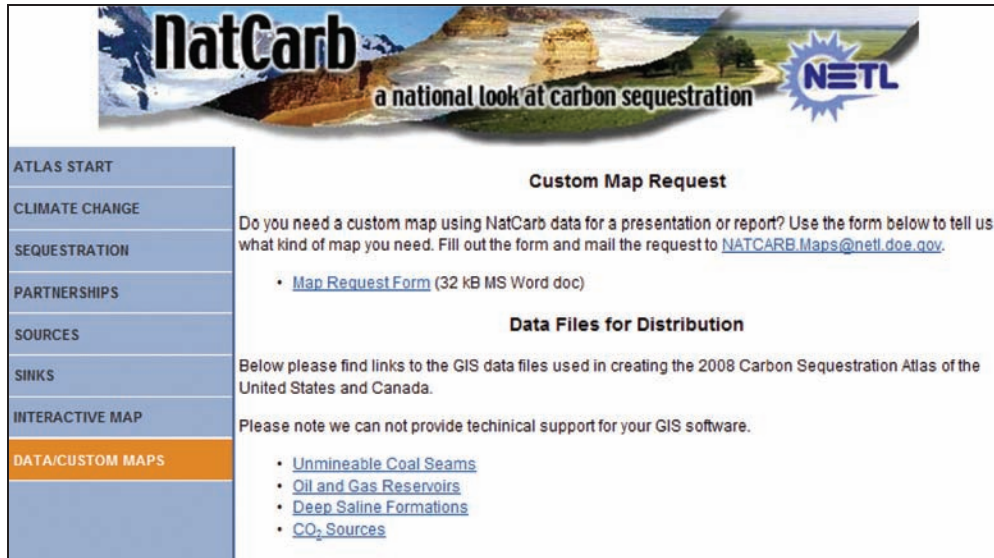 NatCarb
a national look at carbon sequestration
NETL
ATLAS START
CLIMATE CHANGE
SEQUESTRATION
PARTNERSHIPS
SOURCES
SINKS
INTERACTIVE MAP
DATA/CUSTOM MAPS
Custom Map Request
Do you need a custom map using NatCarb data for a presentation or report? Use the form below to tell us
what kind of map you need. Fill out the form and mail the request to NATCARB.Maps@netl.doe.gov.
• Map Request Form (32 kB MS Word doc)
Data Files for Distribution
Below please find links to the GIS data files used in creating the 2008 Carbon Sequestration Atlas of the
United States and Canada.
Please note we can not provide techinical support for your GIS software.
• Unmineable Coal Seams
• Oil and Gas Reservoirs
• Deep Saline Formations
• CO₂ Sources